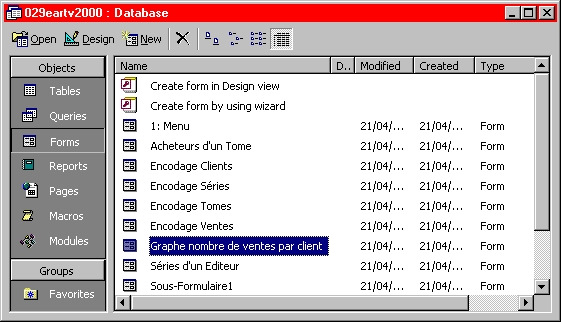 029eartv2000 : Database
Open Design New
Objects
Tables
Queries
Forms
Reports
Pages
Macros
Modules
Groups
Favorites
Name D.. Modified Created Type
Create form in Design view
Create form by using wizard
1: Menu 21/04/... 21/04/... Form
Acheteurs d'un Tome 21/04/... 21/04/... Form
Encodage Clients 21/04/... 21/04/... Form
Encodage Séries 21/04/... 21/04/... Form
Encodage Tomes 21/04/... 21/04/... Form
Encodage Ventes 21/04/... 21/04/... Form
Graphe nombre de ventes par client 21/04/... 21/04/... Form
Séries d'un Editeur 21/04/... 21/04/... Form
Sous-Formulaire1 21/04/... 21/04/... Form